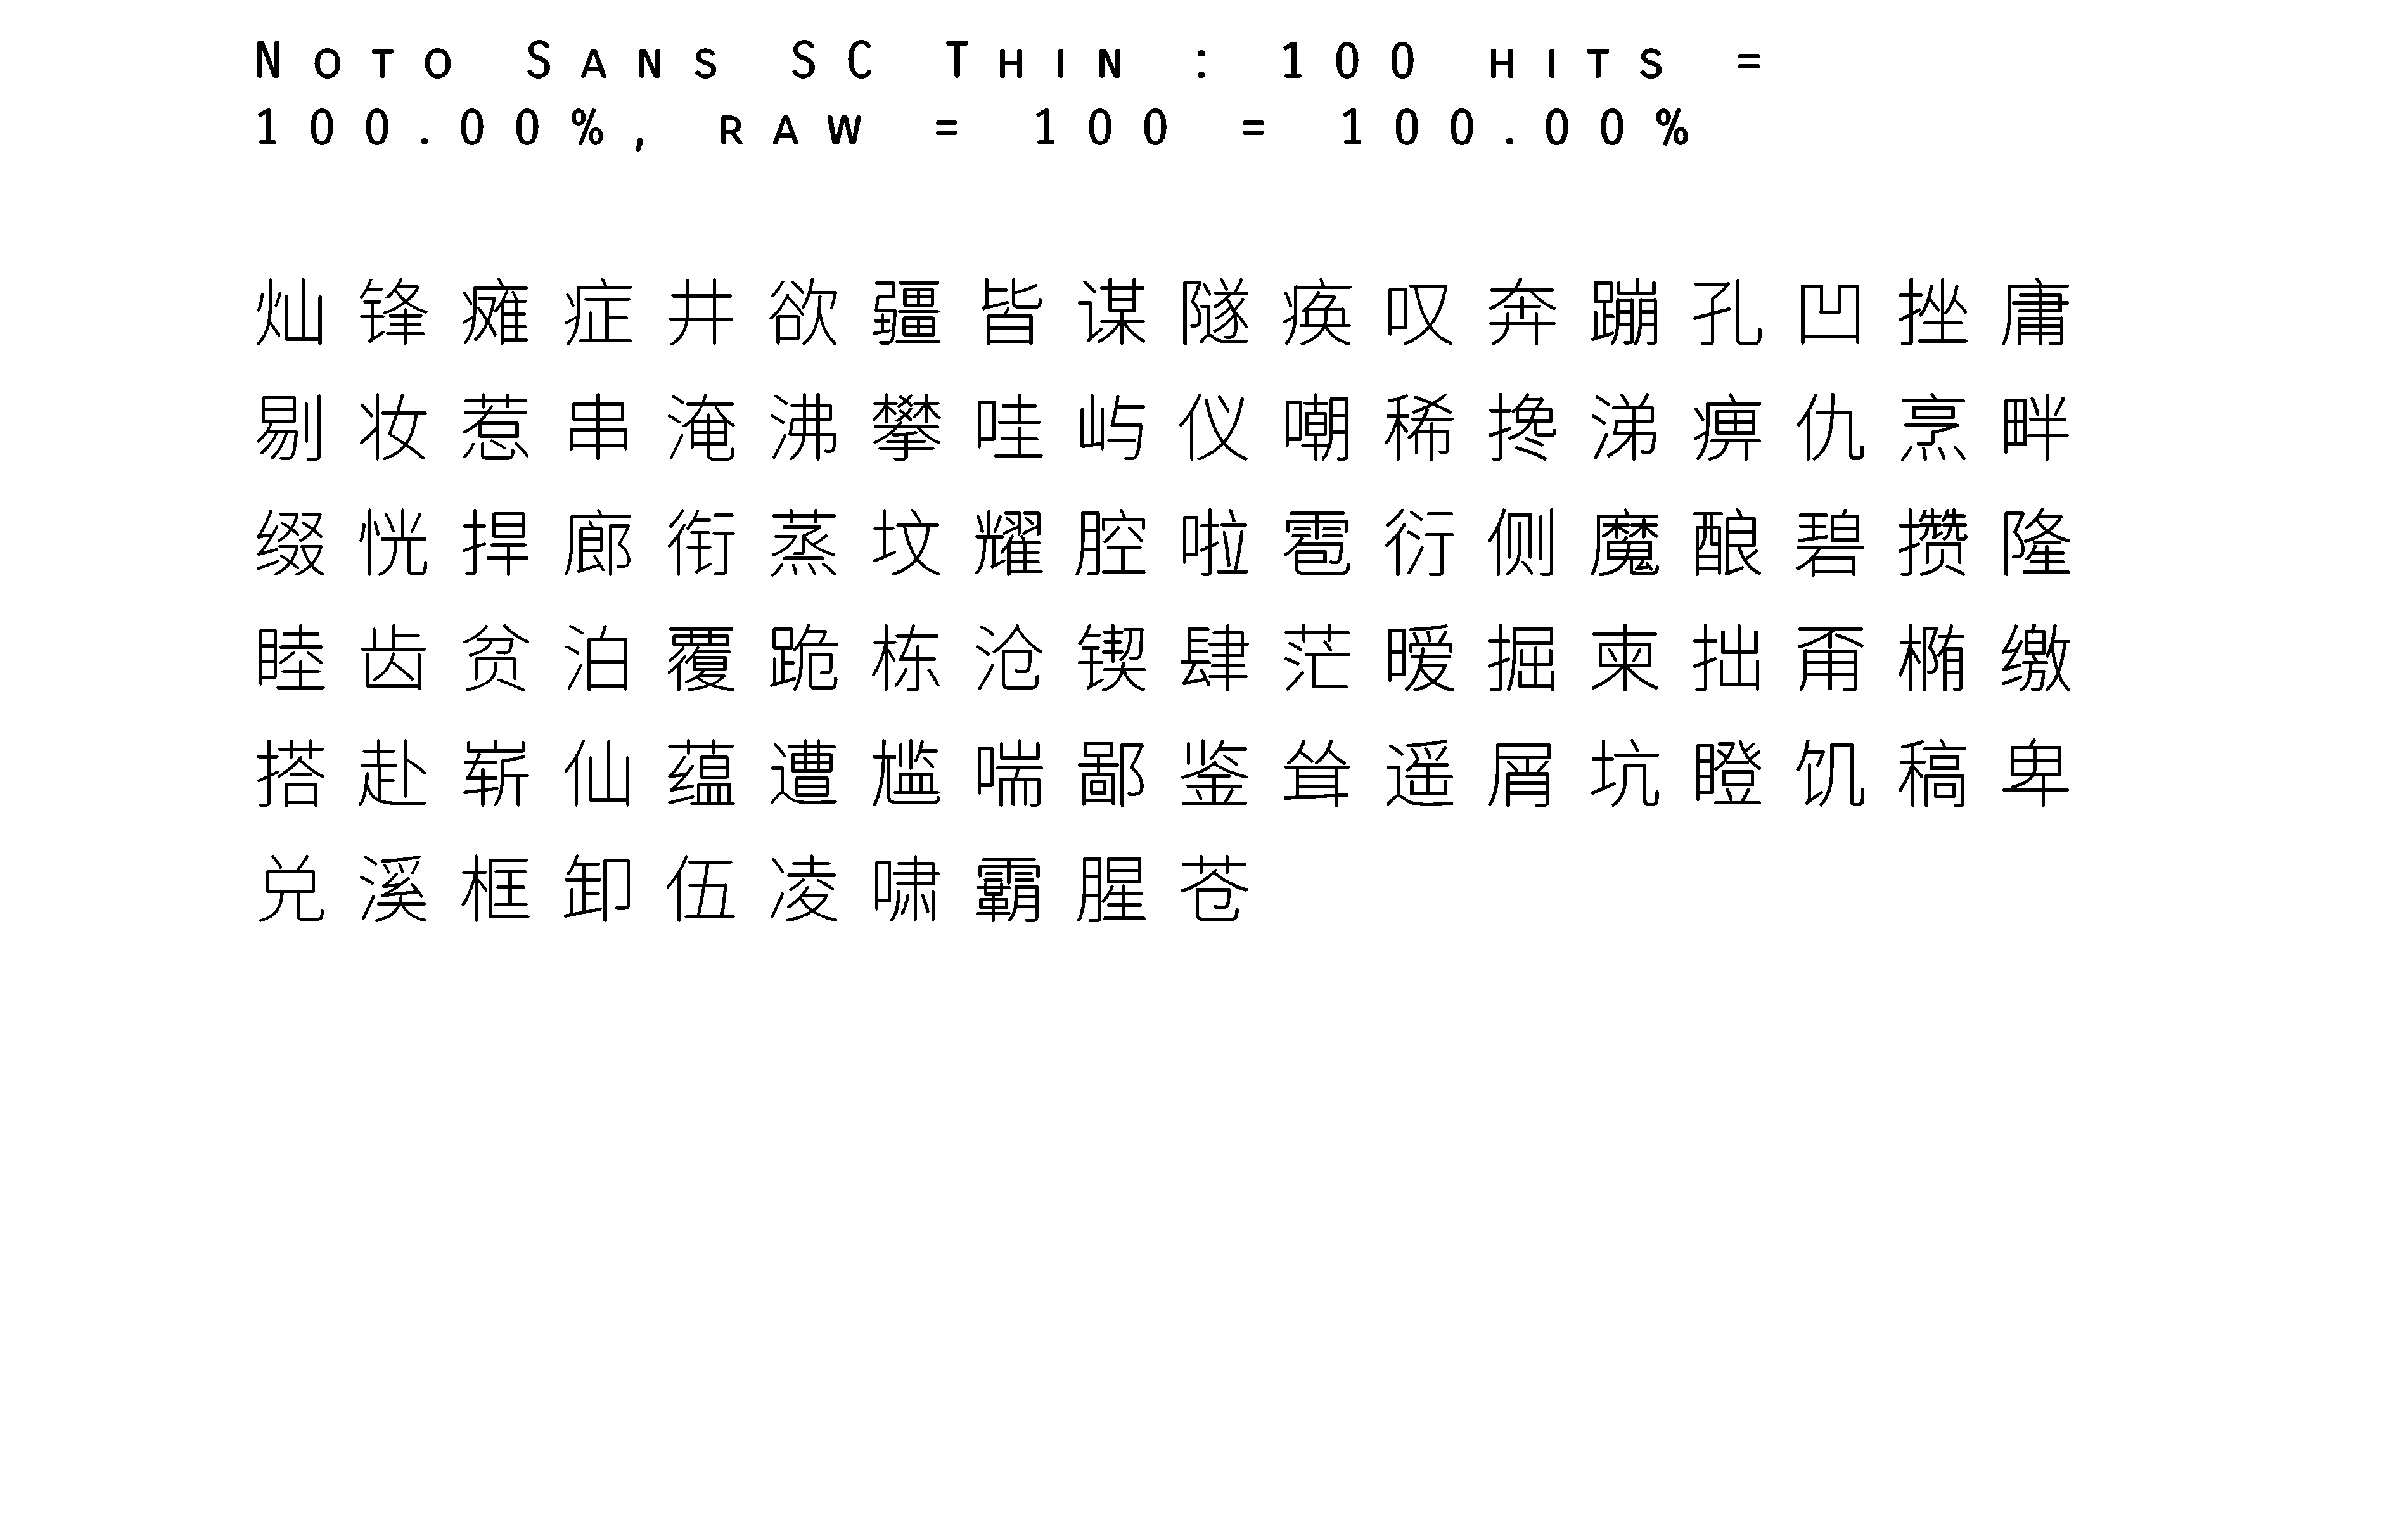 Noto Sans SC Thin : 100 hits =
100.00%, raw = 100 = 100.00%
灿锋瘫症井欲疆皆谋隧痪叹奔蹦孔凹挫庸
剔妆惹串淹沸攀哇屿仪嘲稀搀涕痹仇烹畔
缀恍捍廊衔蒸坟耀腔啦雹衍侧魔酿碧攒隆
睦齿贫泊覆跪栋沧锲肆茫暖掘柬拙甭椭缴
搭赴崭仙蕴遭尴喘鄙鉴耸遥屑坑瞪饥稿卑
兑溪框卸伍凌啸霸腥苍